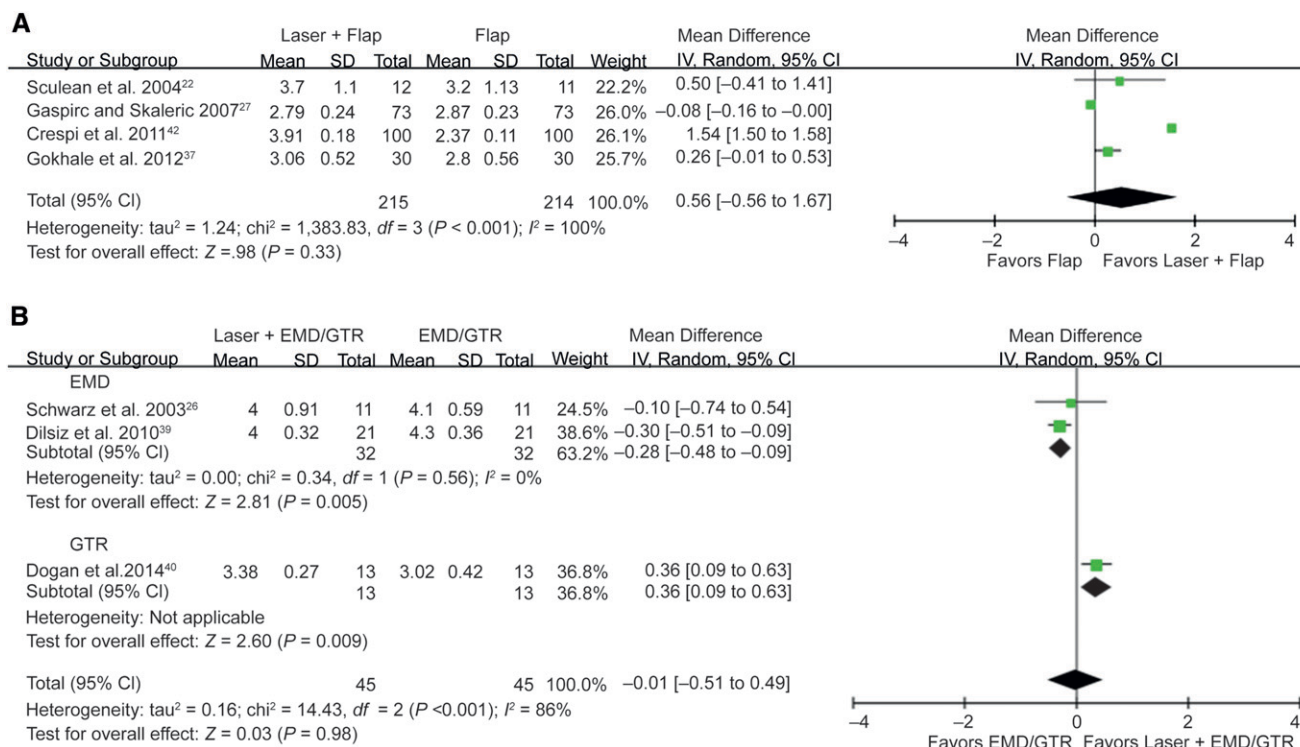 A
Laser + Flap Flap Mean Difference Mean Difference
Study or Subgroup Mean SD Total Mean SD Total Weight IV, Random, 95% CI IV, Random, 95% CI
Sculean et al. 2004²² 3.7 1.1 12 3.2 1.13 11 22.2% 0.50 [−0.41 to 1.41]
Gaspirc and Skaleric 2007²⁷ 2.79 0.24 73 2.87 0.23 73 26.0% −0.08 [−0.16 to −0.00]
Crespi et al. 2011⁴² 3.91 0.18 100 2.37 0.11 100 26.1% 1.54 [1.50 to 1.58]
Gokhale et al. 2012³⁷ 3.06 0.52 30 2.8 0.56 30 25.7% 0.26 [−0.01 to 0.53]
Total (95% CI) 215 214 100.0% 0.56 [−0.56 to 1.67]
Heterogeneity: tau² = 1.24; chi² = 1,383.83, df = 3 (P < 0.001); I² = 100%
Test for overall effect: Z =.98 (P = 0.33)
−4 −2 0 2 4
Favors Flap Favors Laser + Flap
B
Laser + EMD/GTR EMD/GTR Mean Difference Mean Difference
Study or Subgroup Mean SD Total Mean SD Total Weight IV, Random, 95% CI IV, Random, 95% CI
EMD
Schwarz et al. 2003²⁶ 4 0.91 11 4.1 0.59 11 24.5% −0.10 [−0.74 to 0.54]
Dilsiz et al. 2010³⁹ 4 0.32 21 4.3 0.36 21 38.6% −0.30 [−0.51 to −0.09]
Subtotal (95% CI) 32 32 63.2% −0.28 [−0.48 to −0.09]
Heterogeneity: tau² = 0.00; chi² = 0.34, df = 1 (P = 0.56); I² = 0%
Test for overall effect: Z = 2.81 (P = 0.005)
GTR
Dogan et al.2014⁴⁰ 3.38 0.27 13 3.02 0.42 13 36.8% 0.36 [0.09 to 0.63]
Subtotal (95% CI) 13 13 36.8% 0.36 [0.09 to 0.63]
Heterogeneity: Not applicable
Test for overall effect: Z = 2.60 (P = 0.009)
Total (95% CI) 45 45 100.0% −0.01 [−0.51 to 0.49]
Heterogeneity: tau² = 0.16; chi² = 14.43, df = 2 (P <0.001); I² = 86%
Test for overall effect: Z = 0.03 (P = 0.98)
−4 −2 0 2 4
Favors EMD/GTR Favors Laser + EMD/GTR